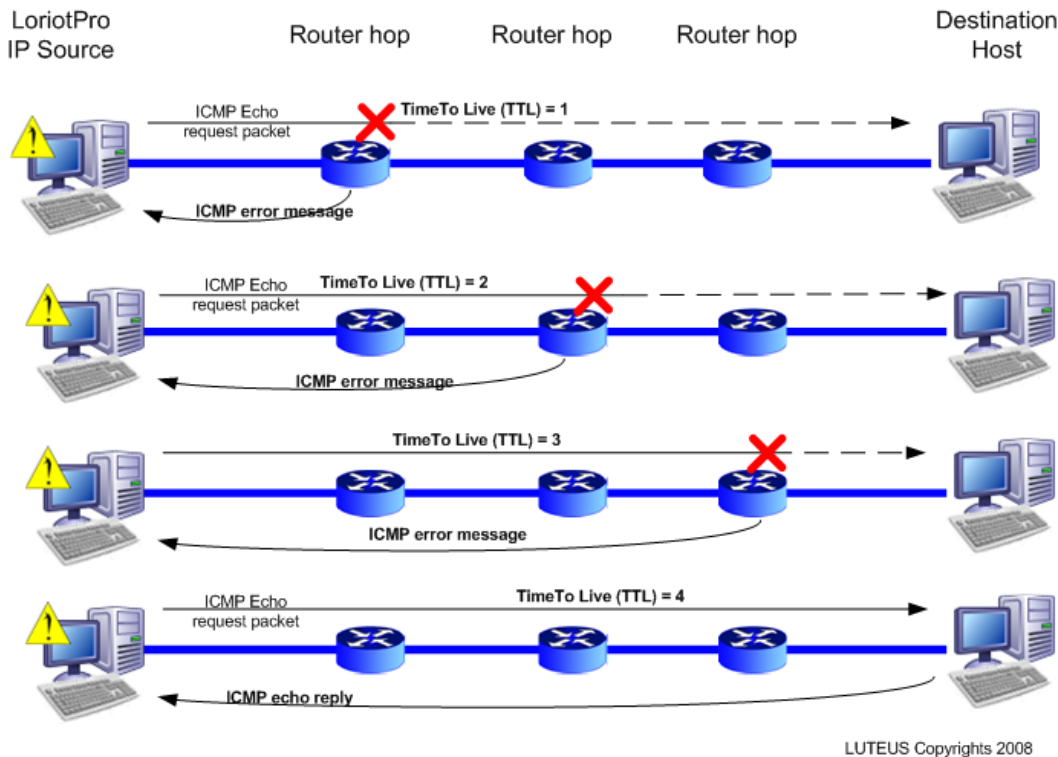 LoriotPro
IP Source
Router hop
Router hop
Router hop
Destination
Host
ICMP Echo
request packet
TimeTo Live (TTL) = 1
ICMP error message
ICMP Echo
request packet
TimeTo Live (TTL) = 2
ICMP error message
TimeTo Live (TTL) = 3
ICMP error message
ICMP Echo
request packet
TimeTo Live (TTL) = 4
ICMP echo reply
LUTEUS Copyrights 2008